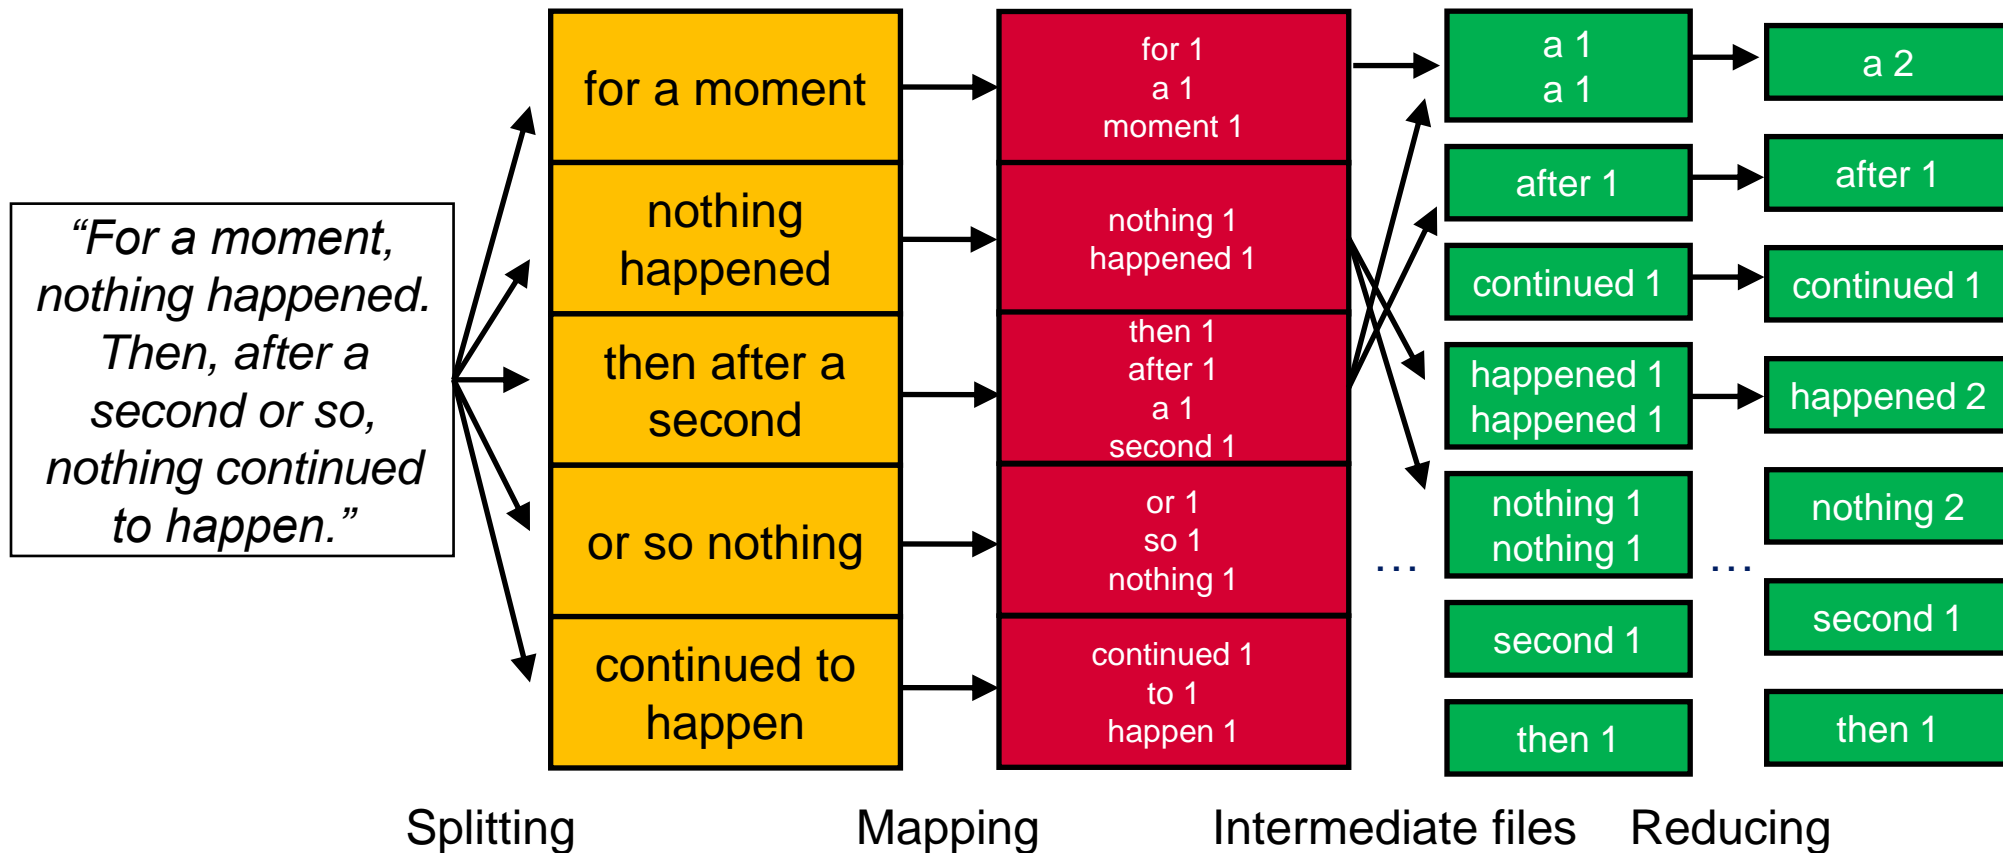 “For a moment,
nothing happened.
Then, after a
second or so,
nothing continued
to happen.”
for a moment
nothing
happened
then after a
second
or so nothing
continued to
happen
for 1
a 1
moment 1
nothing 1
happened 1
then 1
after 1
a 1
second 1
or 1
so 1
nothing 1
continued 1
to 1
happen 1
...
a 1
a 1
after 1
continued 1
happened 1
happened 1
nothing 1
nothing 1
second 1
then 1
...
a 2
after 1
continued 1
happened 2
nothing 2
second 1
then 1
Splitting
Mapping
Intermediate files
Reducing